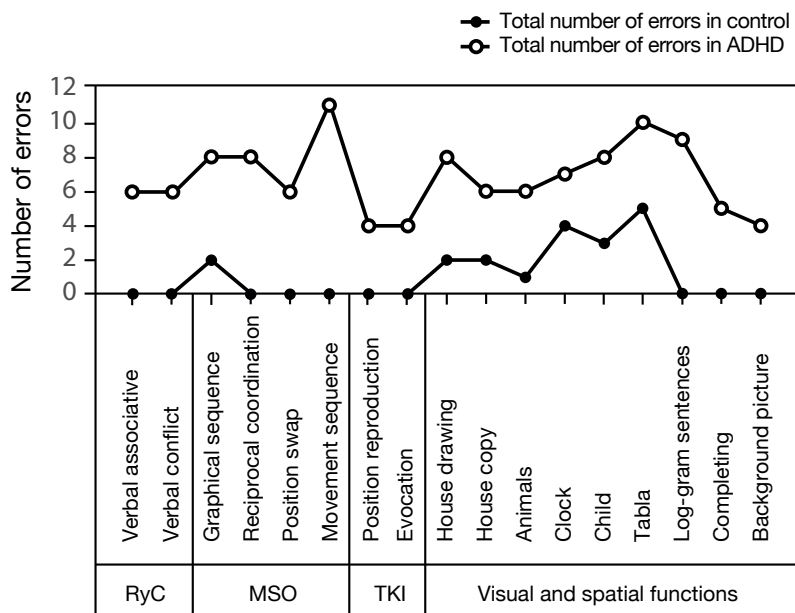 Total number of errors in control
Total number of errors in ADHD
Number of errors
12
10
8
6
4
2
0
Verbal associative
Verbal conflict
Graphical sequence
Reciprocal coordination
Position swap
Movement sequence
Position reproduction
Evocation
House drawing
House copy
Animals
Clock
Child
Tabla
Log-gram sentences
Completing
Background picture
RyC
MSO
TKI
Visual and spatial functions